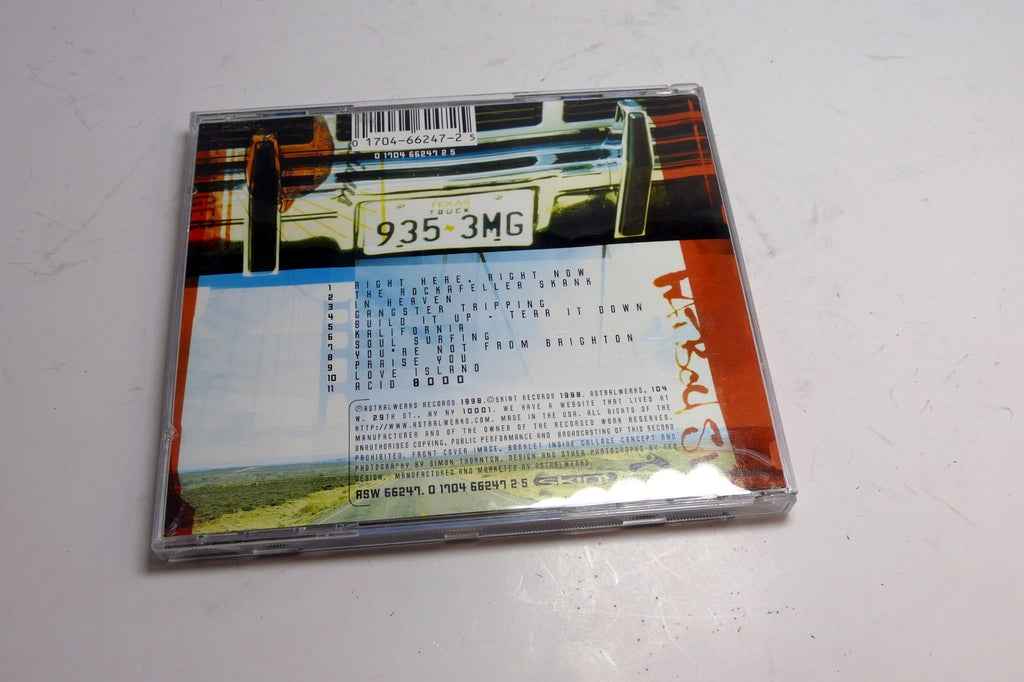 0 1704-66247-2 5
0 1704 66247 2 5
TEXAS
TRUCK
935 3MG
1 RIGHT HERE, RIGHT NOW
2 THE ROCKAFELLER SKANK
3 IN HEAVEN
4 GANGSTER TRIPPING
5 BUILD IT UP - TEAR IT DOWN
6 KALIFORNIA
7 SOUL SURFING
8 YOU'RE NOT FROM BRIGHTON
9 PRAISE YOU
10 LOVE ISLAND
11 ACID 8000
FATBOY S
℗ASTRALWERKS RECORDS 1998. ©SKINT RECORDS 1998. ASTRALWERKS, 104
W. 29TH ST., NY NY 10001. WE HAVE A WEBSITE THAT LIVES AT
HTTP://WWW.ASTRALWERKS.COM. MADE IN THE USA. ALL RIGHTS OF THE
MANUFACTURER AND OF THE OWNER OF THE RECORDED WORK RESERVED.
UNAUTHORISED COPYING, PUBLIC PERFORMANCE AND BROADCASTING OF THIS RECORD
PROHIBITED. FRONT COVER IMAGE, BOOKLET INSIDE COLLAGE CONCEPT AND
PHOTOGRAPHY BY SIMON THORNTON. DESIGN AND OTHER PHOTOGRAPHS BY RED
DESIGN. MANUFACTURED AND MARKETED BY ASTRALWERKS.
ASW 66247. 0 1704 66247 2 5
SKINT